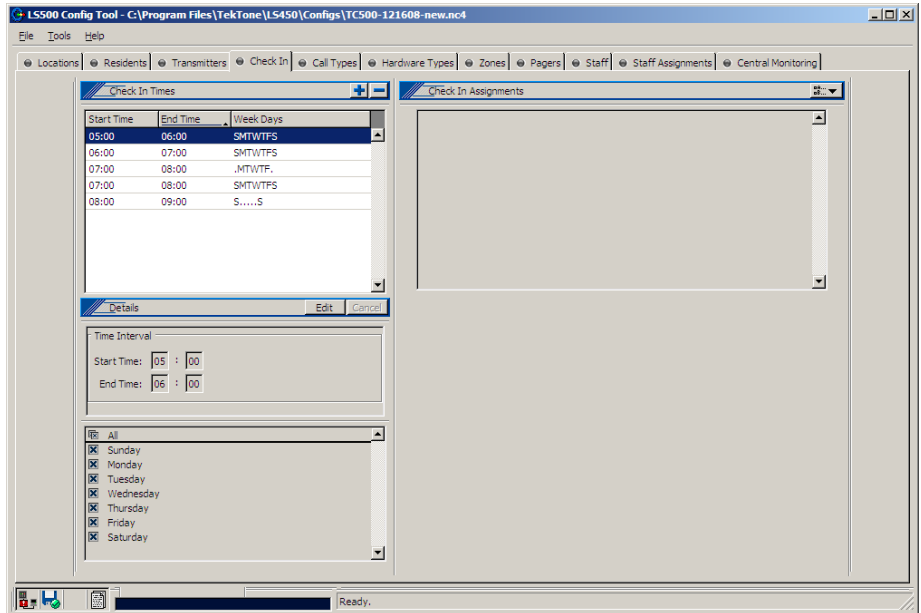 LS500 Config Tool - C:\Program Files\TekTone\LS450\Configs\TC500-121608-new.nc4
File Tools Help
Locations Residents Transmitters Check In Call Types Hardware Types Zones Pagers Staff Staff Assignments Central Monitoring
Check In Times
Check In Assignments
Start Time End Time Week Days
05:00 06:00 SMTWTFS
06:00 07:00 SMTWTFS
07:00 08:00 .MTWTF.
07:00 08:00 SMTWTFS
08:00 09:00 S.....S
Details Edit Cancel
Time Interval
Start Time: 05 : 00
End Time: 06 : 00
All
Sunday
Monday
Tuesday
Wednesday
Thursday
Friday
Saturday
Ready.